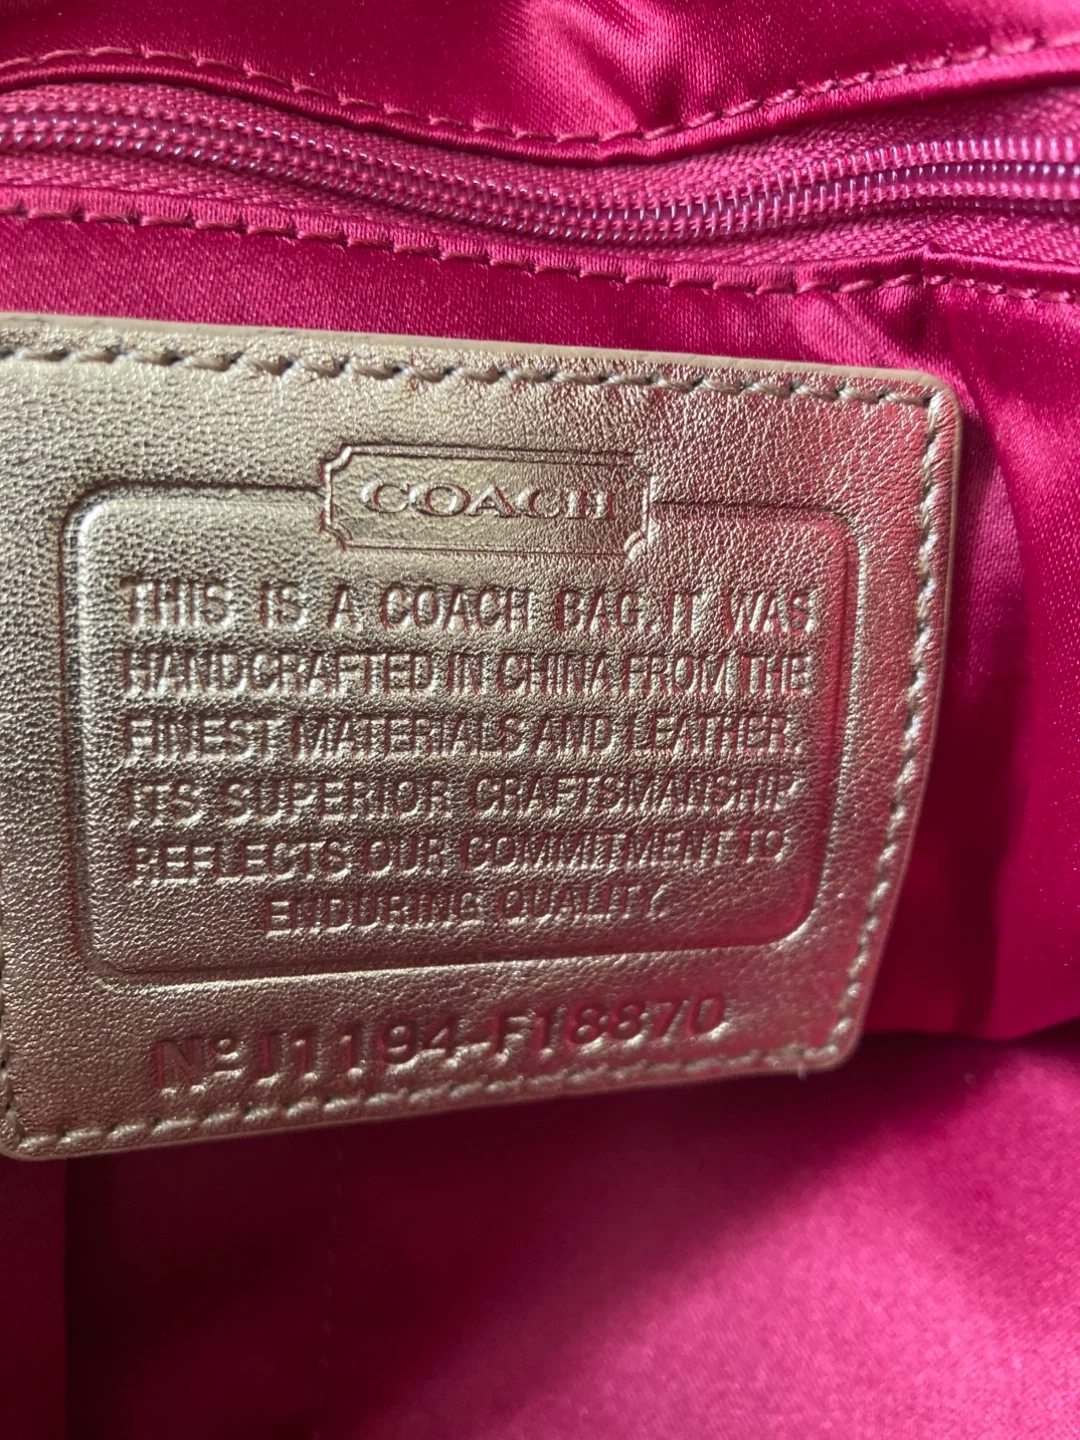 COACH
THIS IS A COACH BAG. IT WAS
HANDCRAFTED IN CHINA FROM THE
FINEST MATERIALS AND LEATHER.
ITS SUPERIOR CRAFTSMANSHIP
REFLECTS OUR COMMITMENT TO
ENDURING QUALITY.
Nº J1194-F18870